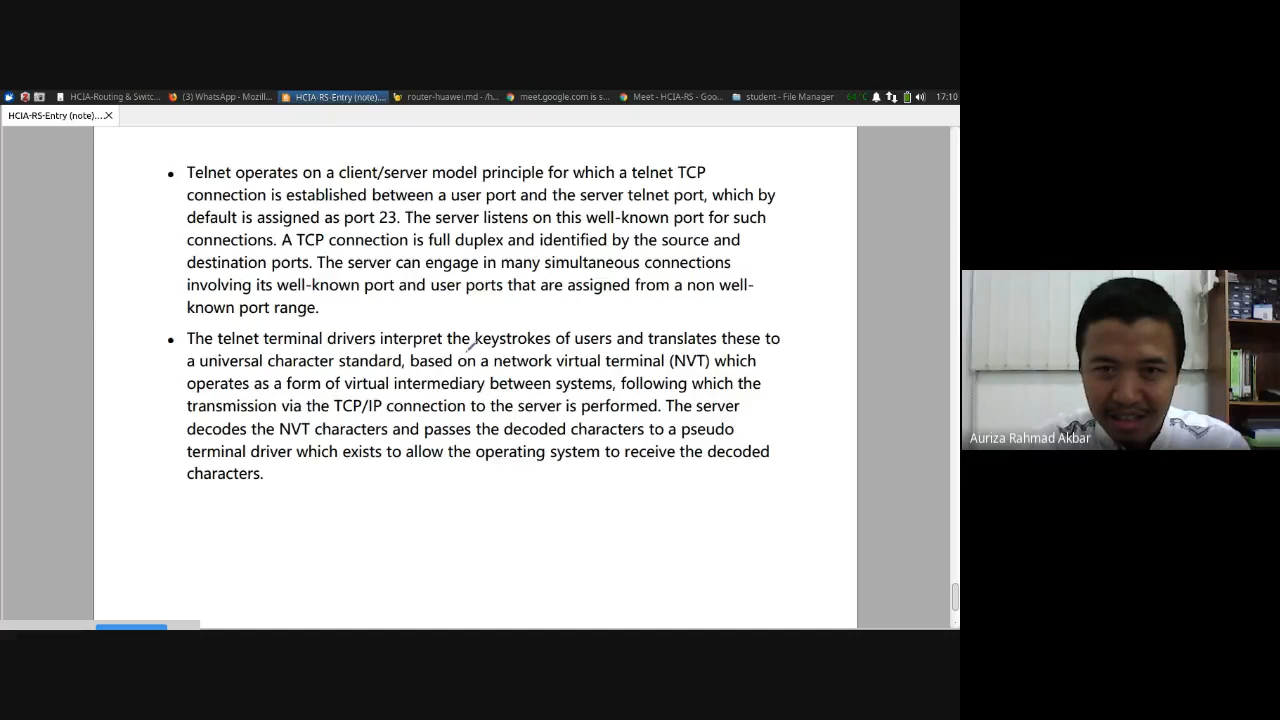 HCIA-Routing & Switc...
(3) WhatsApp - Mozill...
HCIA-RS-Entry (note)....
router-huawei.md - /h...
meet.google.com is s...
Meet - HCIA-RS - Goo...
student - File Manager
64°C
17:10
HCIA-RS-Entry (note)....
• Telnet operates on a client/server model principle for which a telnet TCP
connection is established between a user port and the server telnet port, which by
default is assigned as port 23. The server listens on this well-known port for such
connections. A TCP connection is full duplex and identified by the source and
destination ports. The server can engage in many simultaneous connections
involving its well-known port and user ports that are assigned from a non well-
known port range.
• The telnet terminal drivers interpret the keystrokes of users and translates these to
a universal character standard, based on a network virtual terminal (NVT) which
operates as a form of virtual intermediary between systems, following which the
transmission via the TCP/IP connection to the server is performed. The server
decodes the NVT characters and passes the decoded characters to a pseudo
terminal driver which exists to allow the operating system to receive the decoded
characters.
Auriza Rahmad Akbar